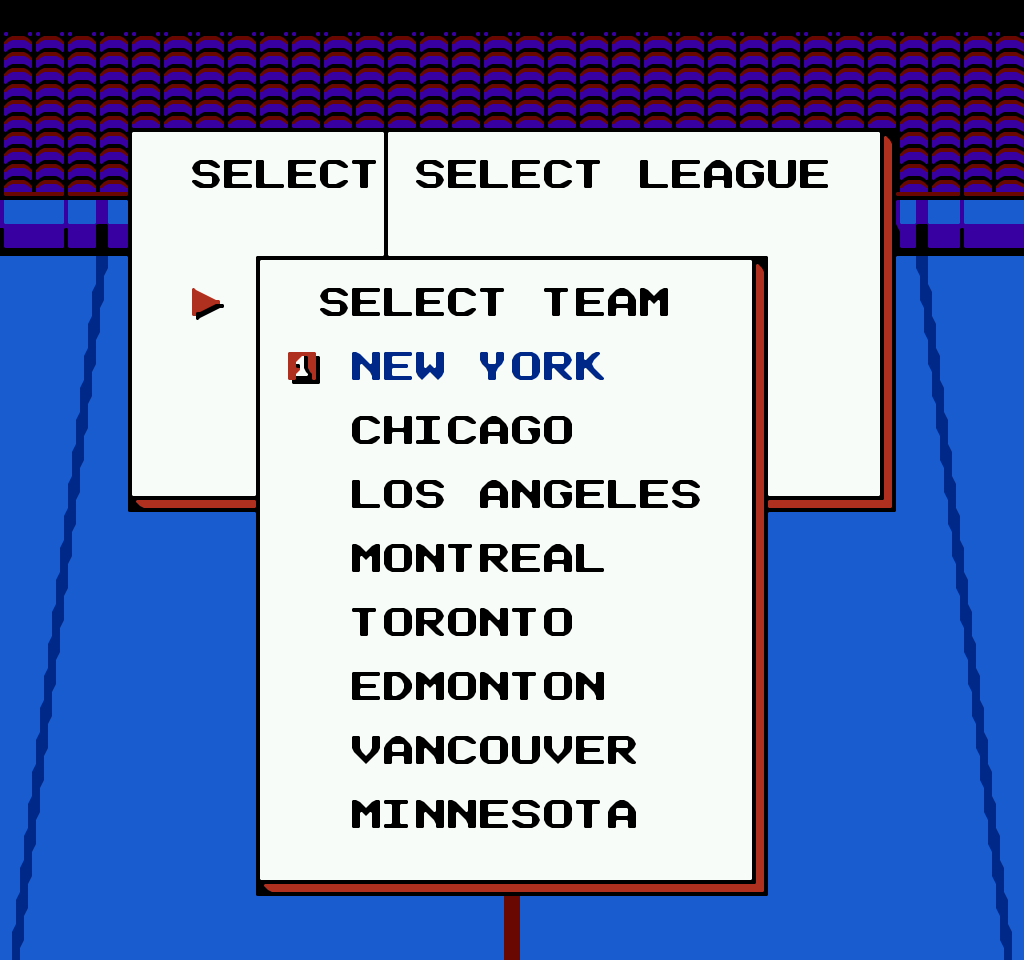 SELECT
SELECT LEAGUE
SELECT TEAM
1 NEW YORK
CHICAGO
LOS ANGELES
MONTREAL
TORONTO
EDMONTON
VANCOUVER
MINNESOTA